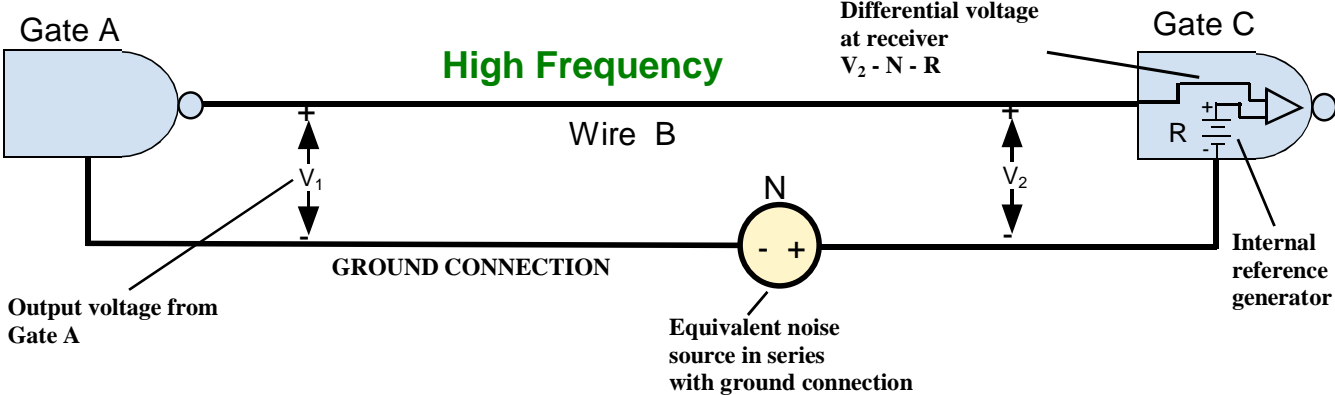 Gate A
High Frequency
Differential voltage
at receiver
V₂ - N - R
Gate C
+
V₁
-
Wire B
+
V₂
-
+
R
-
N
- +
GROUND CONNECTION
Output voltage from
Gate A
Equivalent noise
source in series
with ground connection
Internal
reference
generator